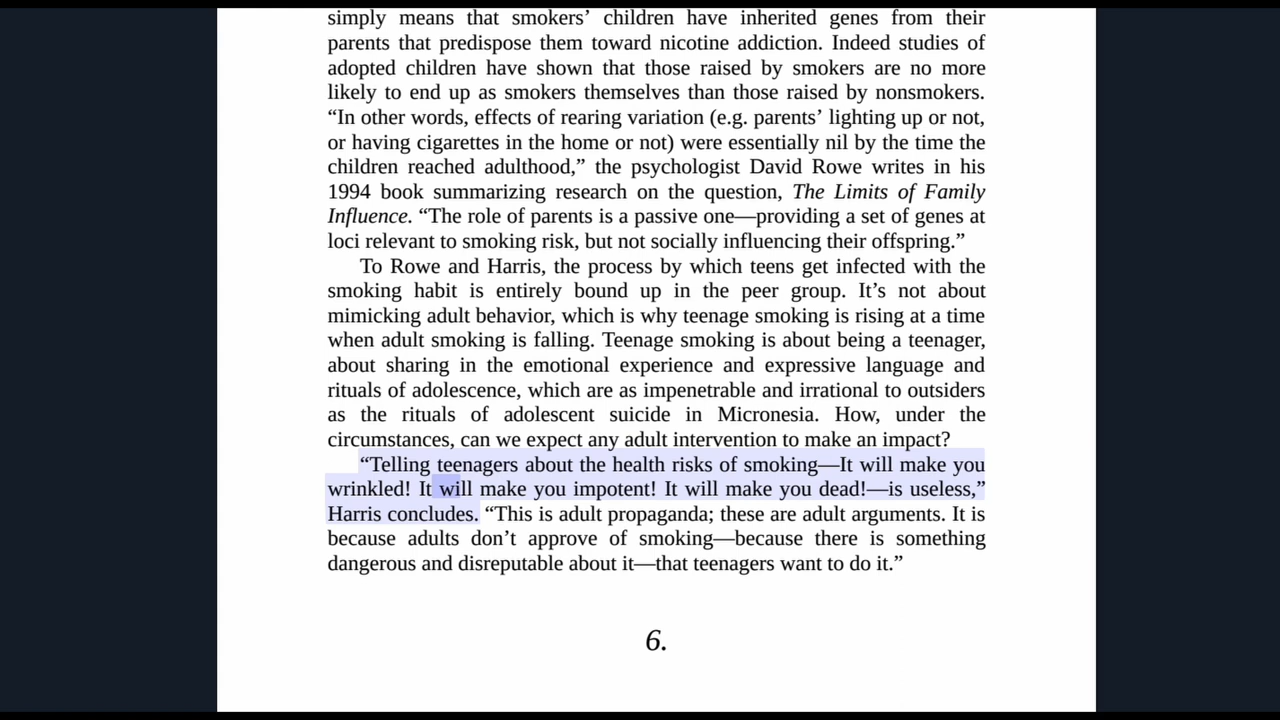 simply means that smokers’ children have inherited genes from their
parents that predispose them toward nicotine addiction. Indeed studies of
adopted children have shown that those raised by smokers are no more
likely to end up as smokers themselves than those raised by nonsmokers.
“In other words, effects of rearing variation (e.g. parents’ lighting up or not,
or having cigarettes in the home or not) were essentially nil by the time the
children reached adulthood,” the psychologist David Rowe writes in his
1994 book summarizing research on the question, The Limits of Family
Influence. “The role of parents is a passive one—providing a set of genes at
loci relevant to smoking risk, but not socially influencing their offspring.”
To Rowe and Harris, the process by which teens get infected with the
smoking habit is entirely bound up in the peer group. It’s not about
mimicking adult behavior, which is why teenage smoking is rising at a time
when adult smoking is falling. Teenage smoking is about being a teenager,
about sharing in the emotional experience and expressive language and
rituals of adolescence, which are as impenetrable and irrational to outsiders
as the rituals of adolescent suicide in Micronesia. How, under the
circumstances, can we expect any adult intervention to make an impact?
“Telling teenagers about the health risks of smoking—It will make you
wrinkled! It will make you impotent! It will make you dead!—is useless,”
Harris concludes. “This is adult propaganda; these are adult arguments. It is
because adults don’t approve of smoking—because there is something
dangerous and disreputable about it—that teenagers want to do it.”
6.